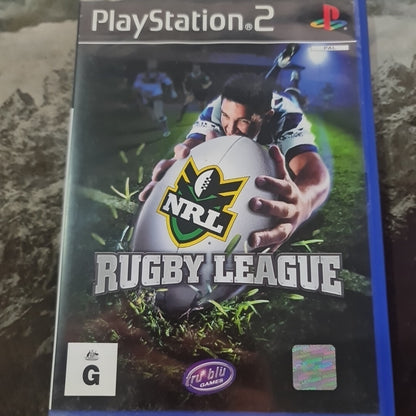 PlayStation®2
PAL
NRL
RUGBY LEAGUE
G
tru blu
GAMES